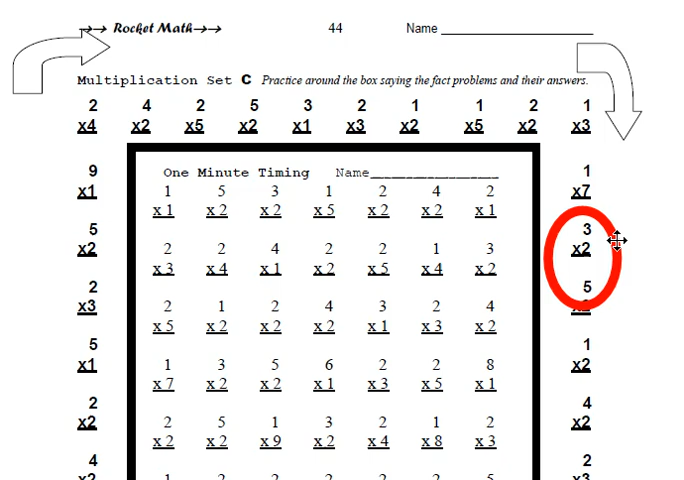 →→ Rocket Math→→ 44 Name
Multiplication Set C Practice around the box saying the fact problems and their answers.
2 4 2 5 3 2 1 1 2 1
x4 x2 x5 x2 x1 x3 x2 x5 x2 x3
One Minute Timing Name
9 1
x1 1 5 3 1 2 4 2 x7
x1 x2 x2 x5 x2 x2 x1
5 3
x2 2 2 4 2 2 1 3 x2
x3 x4 x1 x2 x5 x4 x2
2 5
x3 2 1 2 4 3 2 4
x5 x2 x2 x2 x1 x3 x2
5 1
x1 1 3 5 6 2 2 8 x2
x7 x2 x2 x1 x3 x5 x1
2 4
x2 2 5 1 3 2 1 2 x2
x2 x2 x9 x2 x4 x8 x3
4 2
x2 x3